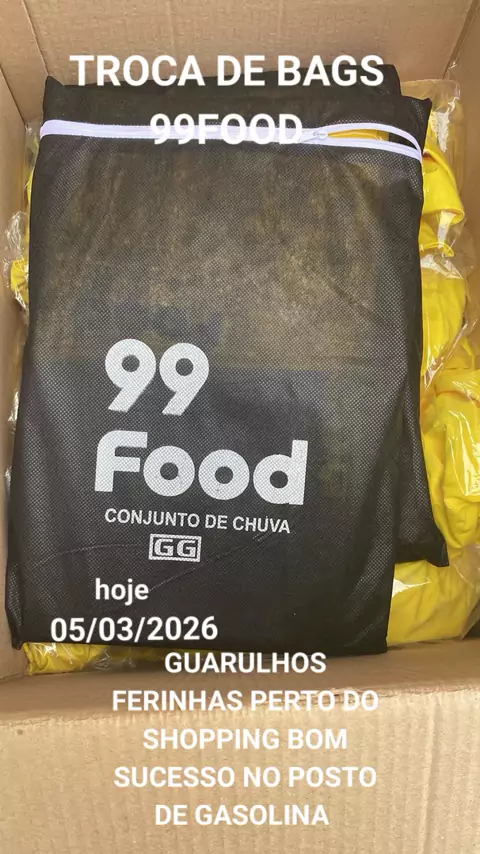 TROCA DE BAGS
99FOOD
99
Food
CONJUNTO DE CHUVA
GG
hoje
05/03/2026
GUARULHOS
FERINHAS PERTO DO
SHOPPING BOM
SUCESSO NO POSTO
DE GASOLINA